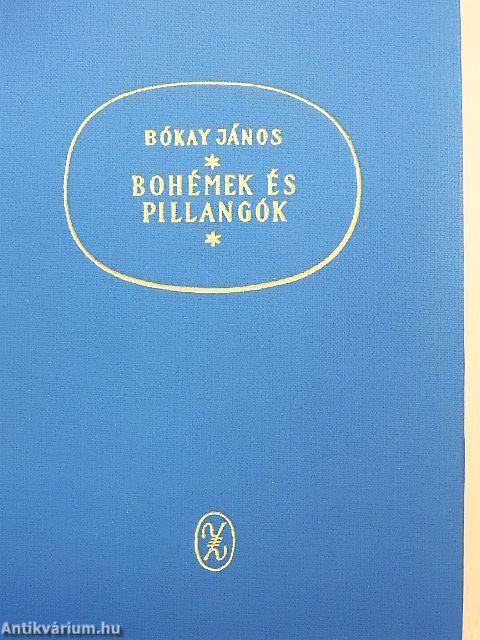 BÓKAY JÁNOS
*
BOHÉMEK ÉS
PILLANGÓK
*
Antikvárium.hu